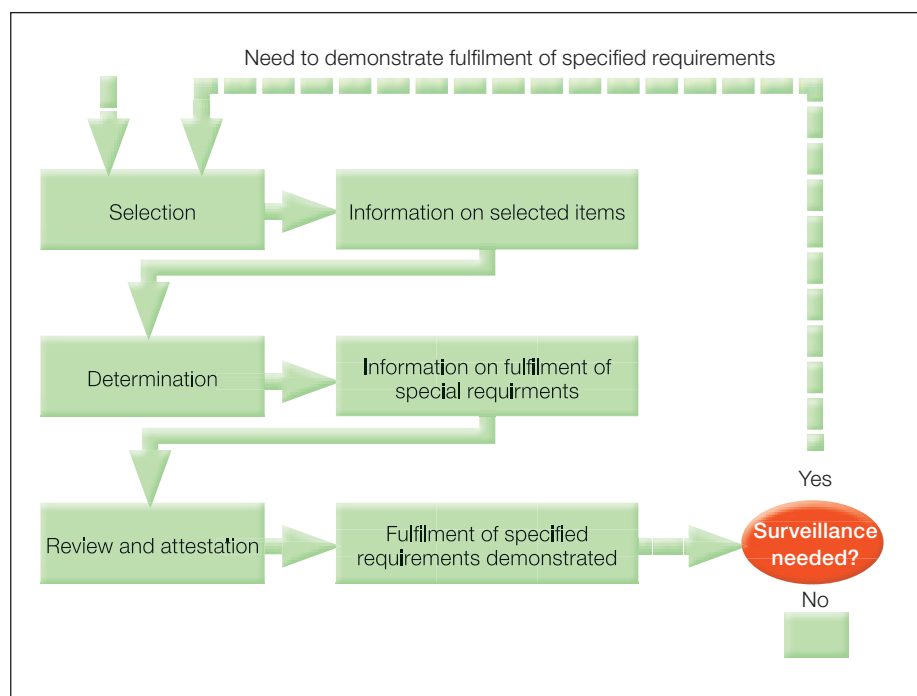 Need to demonstrate fulfilment of specified requirements
Selection
Information on selected items
Determination
Information on fulfilment of
special requirments
Review and attestation
Fulfilment of specified
requirements demonstrated
Yes
Surveillance
needed?
No